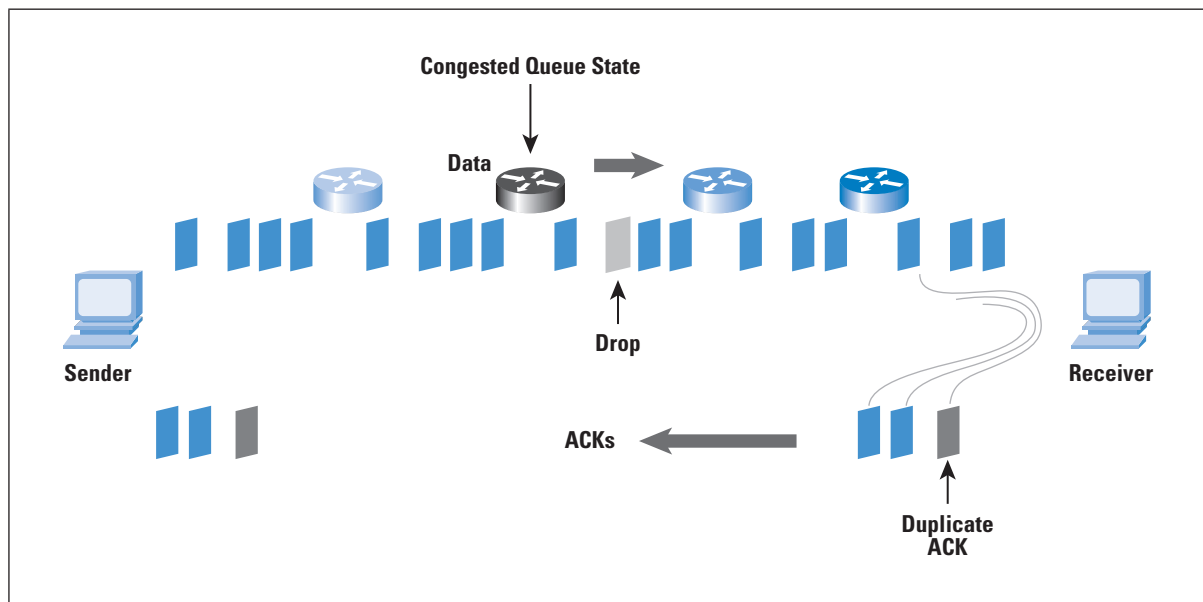 Congested Queue State
Data
Drop
Sender
Receiver
ACKs
Duplicate
ACK